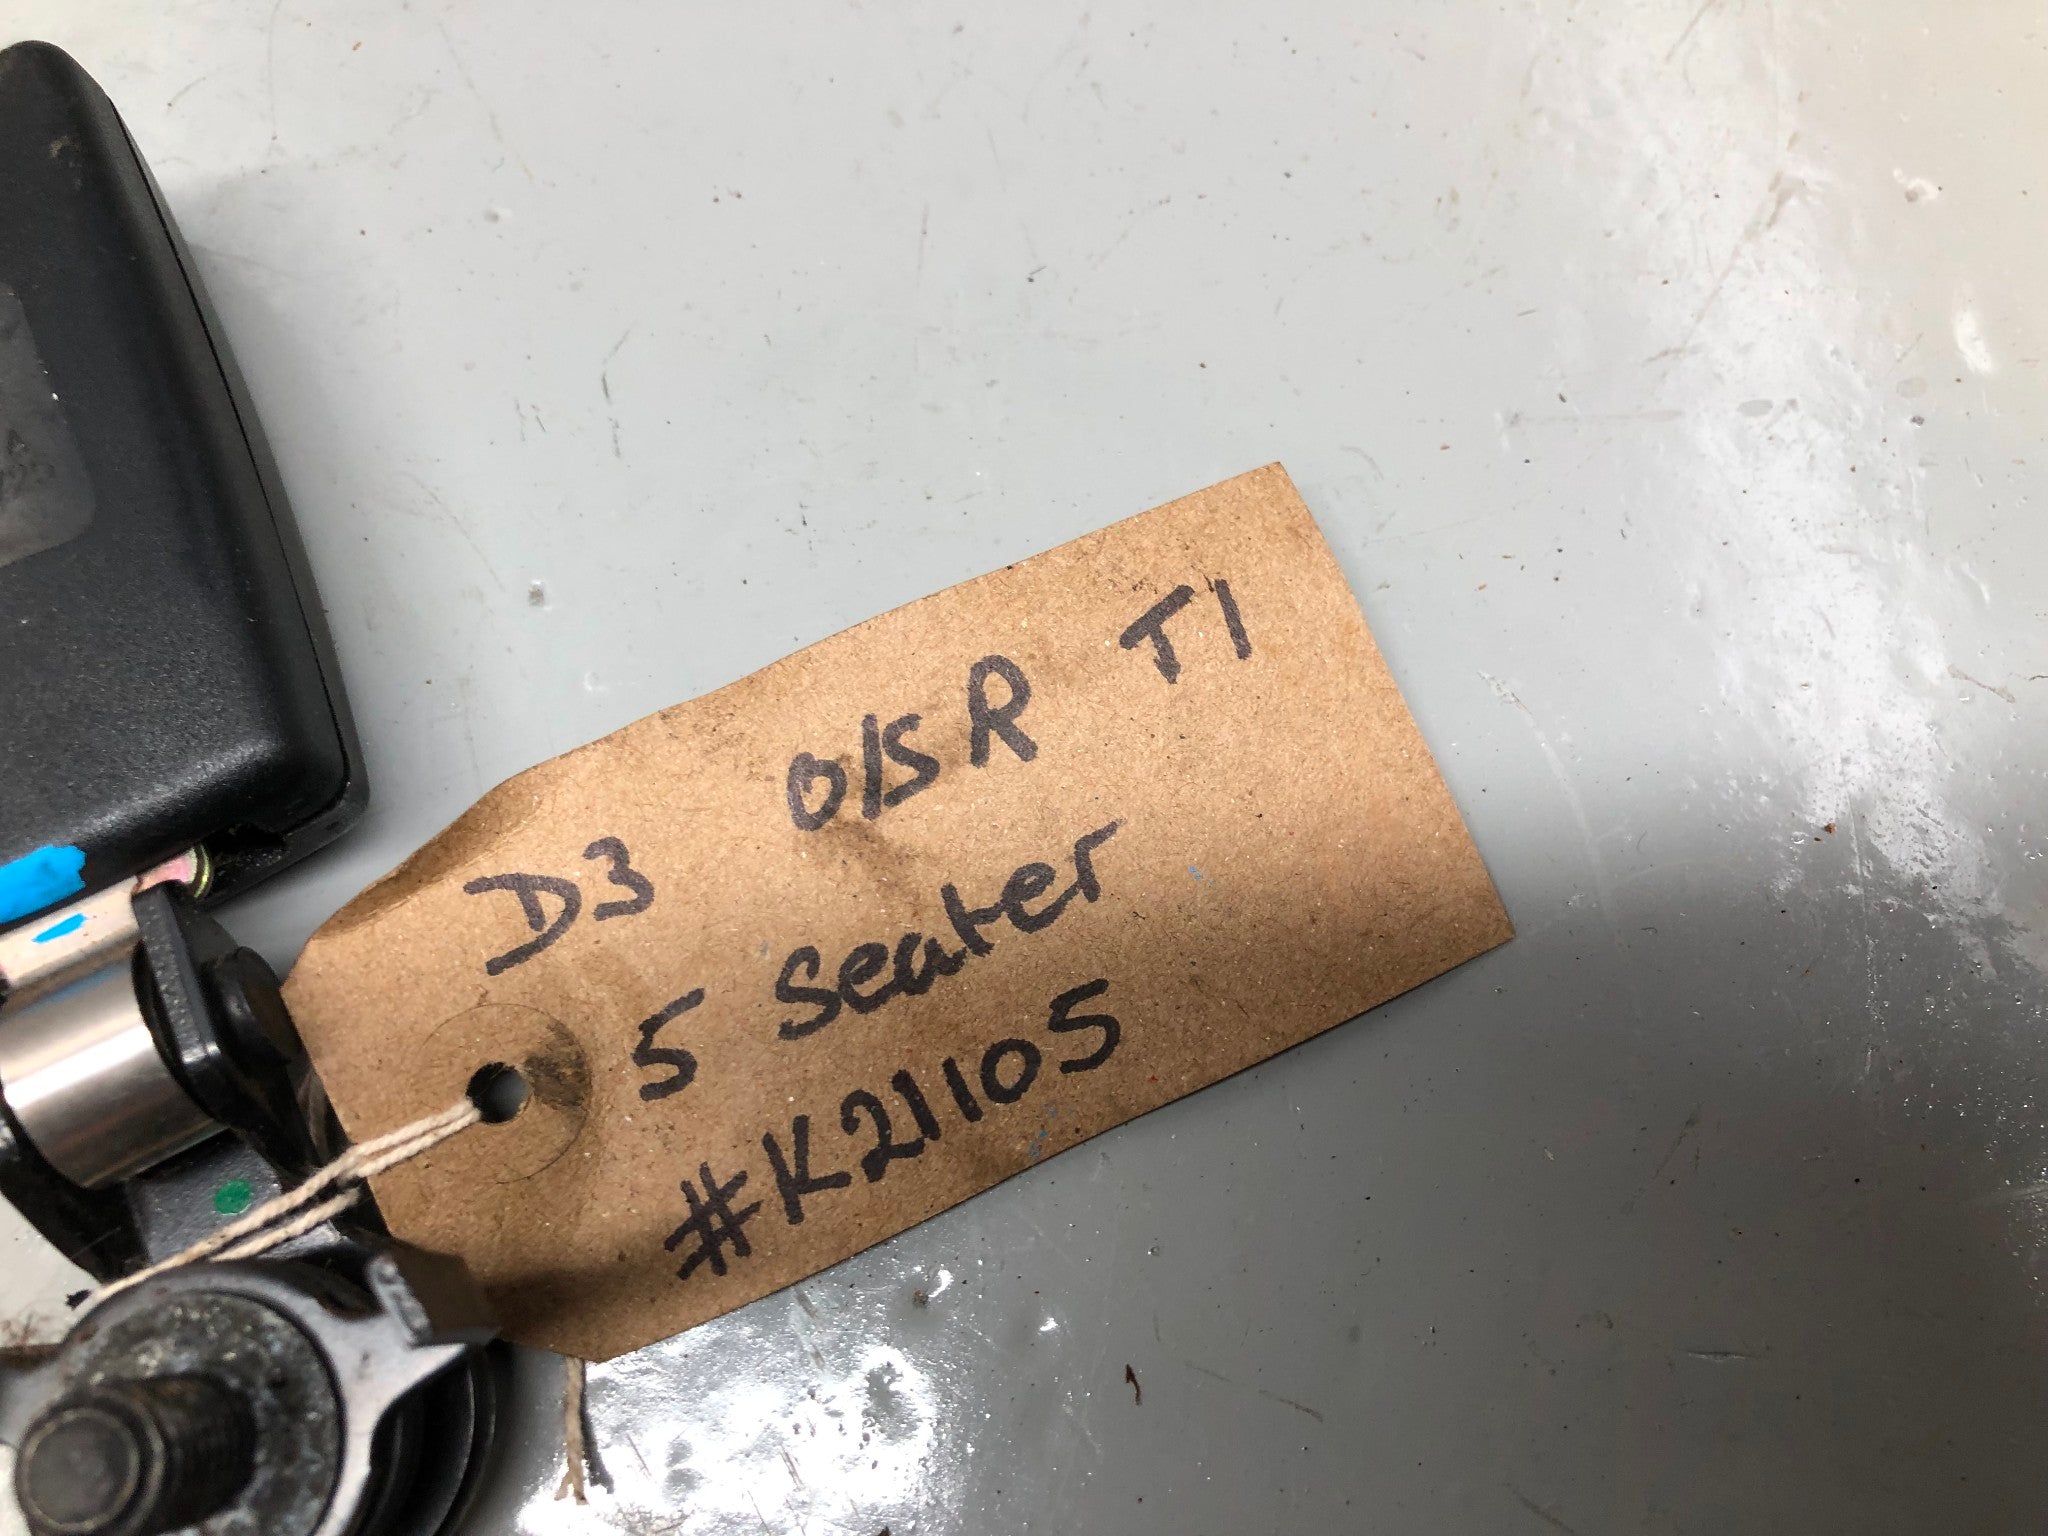 D3 O/S R T1
5 Seater
#K21105